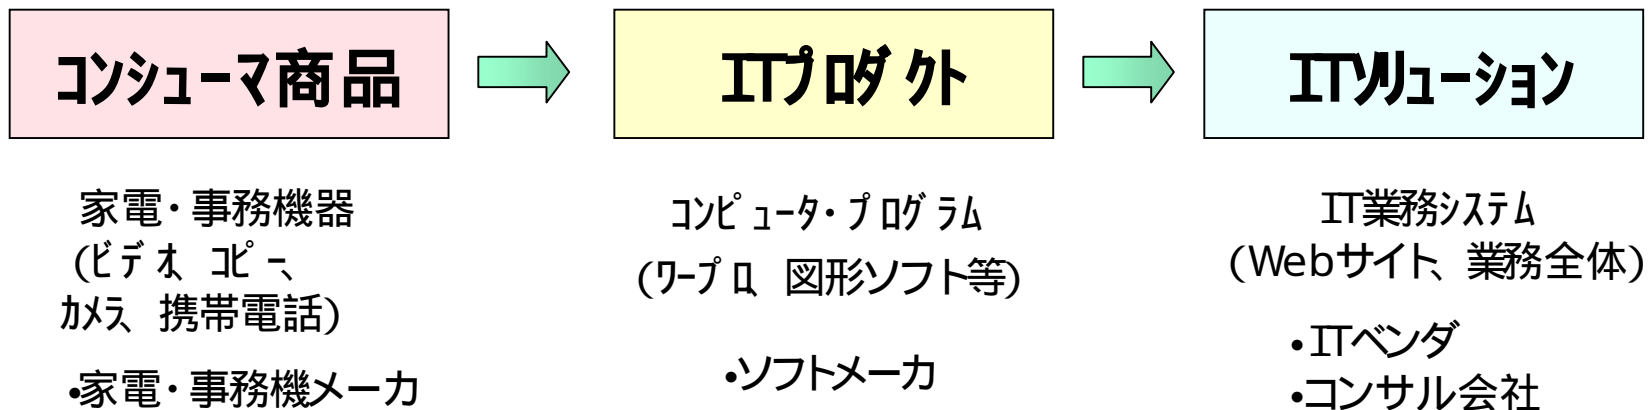 コンシューマ商品
ITプロダクト
ITソリューション
家電・事務機器
(ビデオ、コピー、
カメラ、携帯電話)
・家電・事務機メーカ
コンピュータ・プログラム
(ワープロ、図形ソフト等)
・ソフトメーカ
IT業務システム
(Webサイト、業務全体)
・ITベンダ
・コンサル会社